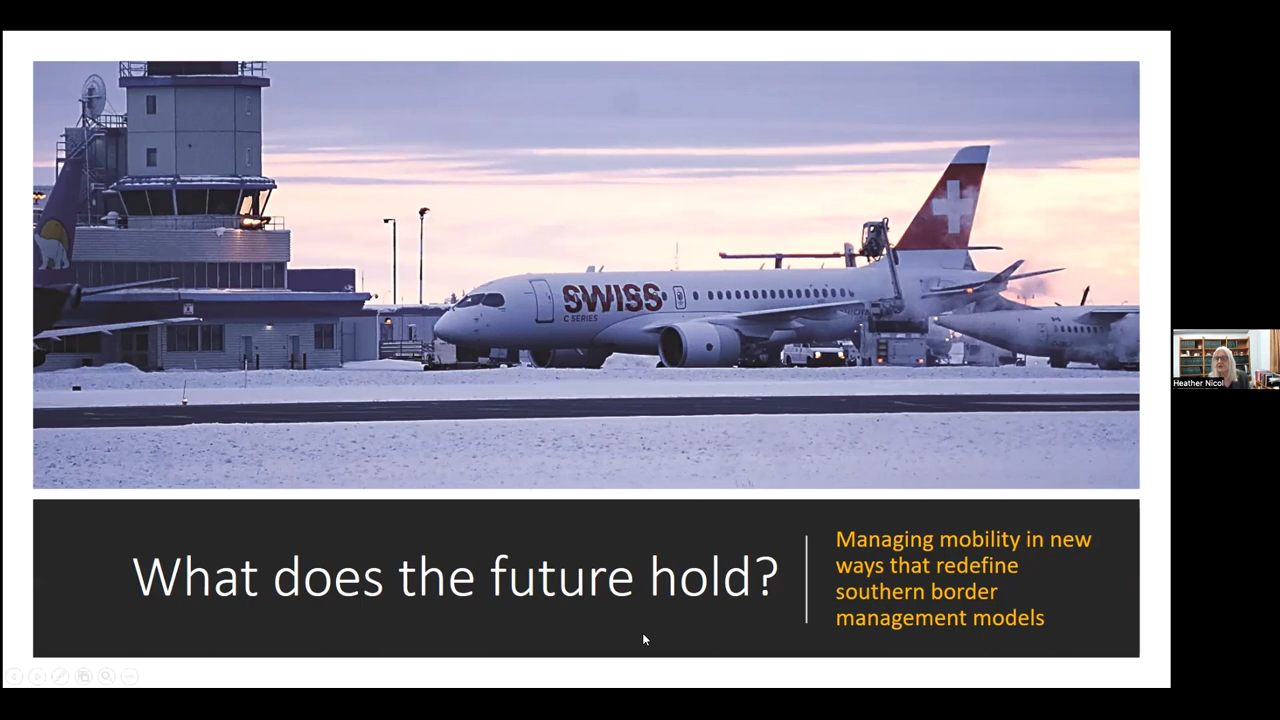 SWISS
C SERIES
What does the future hold?
Managing mobility in new
ways that redefine
southern border
management models
Heather Nicol